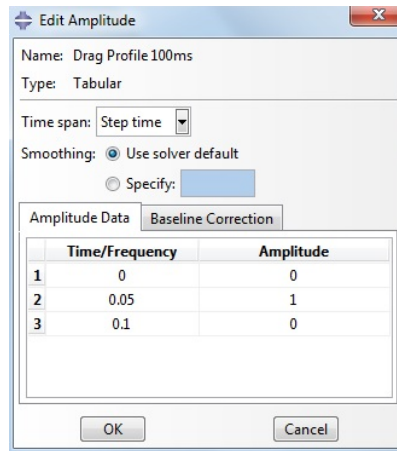 Edit Amplitude
Name: Drag Profile 100ms
Type: Tabular
Time span: Step time
Smoothing: Use solver default
Specify:
Amplitude Data Baseline Correction
Time/Frequency Amplitude
1 0 0
2 0.05 1
3 0.1 0
OK Cancel